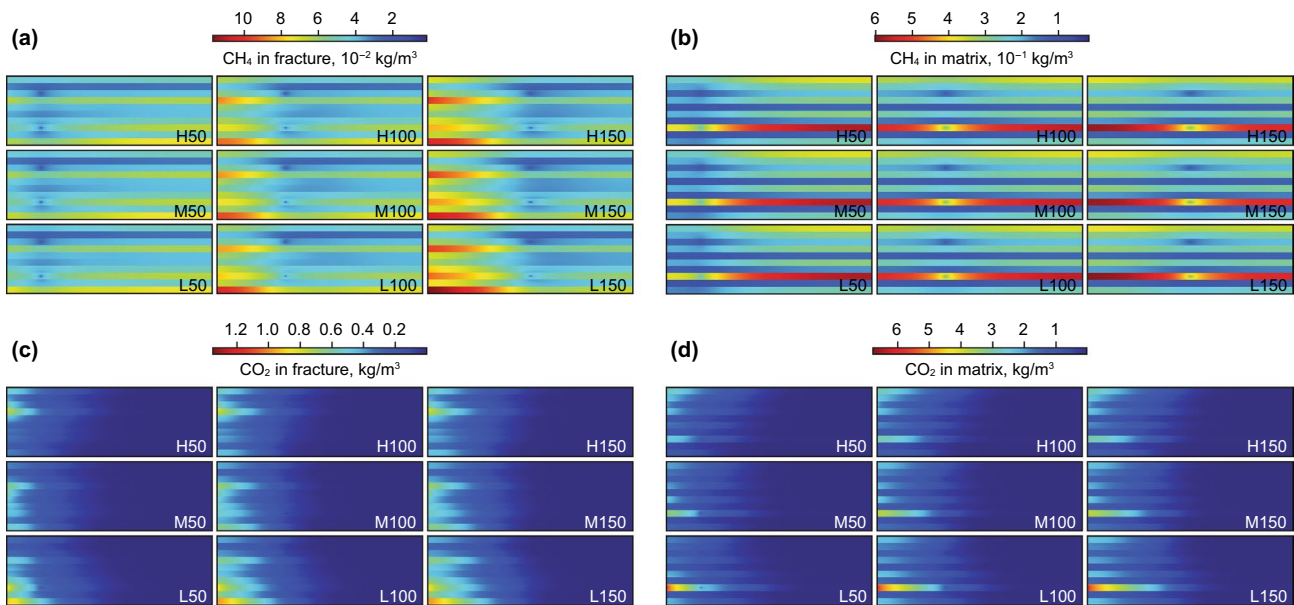 (a)
10 8 6 4 2
CH₄ in fracture, 10⁻² kg/m³
H50 H100 H150
M50 M100 M150
L50 L100 L150
(b)
6 5 4 3 2 1
CH₄ in matrix, 10⁻¹ kg/m³
H50 H100 H150
M50 M100 M150
L50 L100 L150
(c)
1.2 1.0 0.8 0.6 0.4 0.2
CO₂ in fracture, kg/m³
H50 H100 H150
M50 M100 M150
L50 L100 L150
(d)
6 5 4 3 2 1
CO₂ in matrix, kg/m³
H50 H100 H150
M50 M100 M150
L50 L100 L150